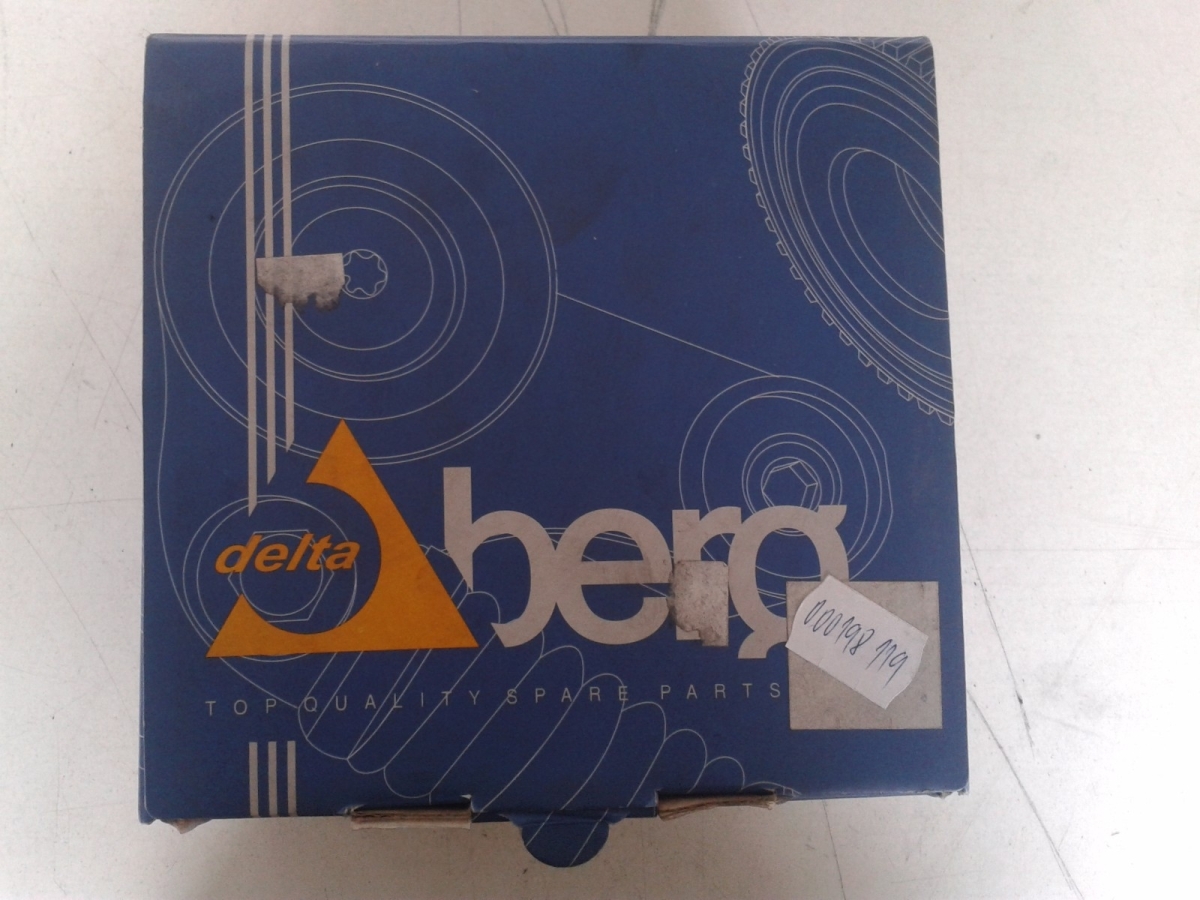 delta berg
000198 119
TOP QUALITY SPARE PARTS